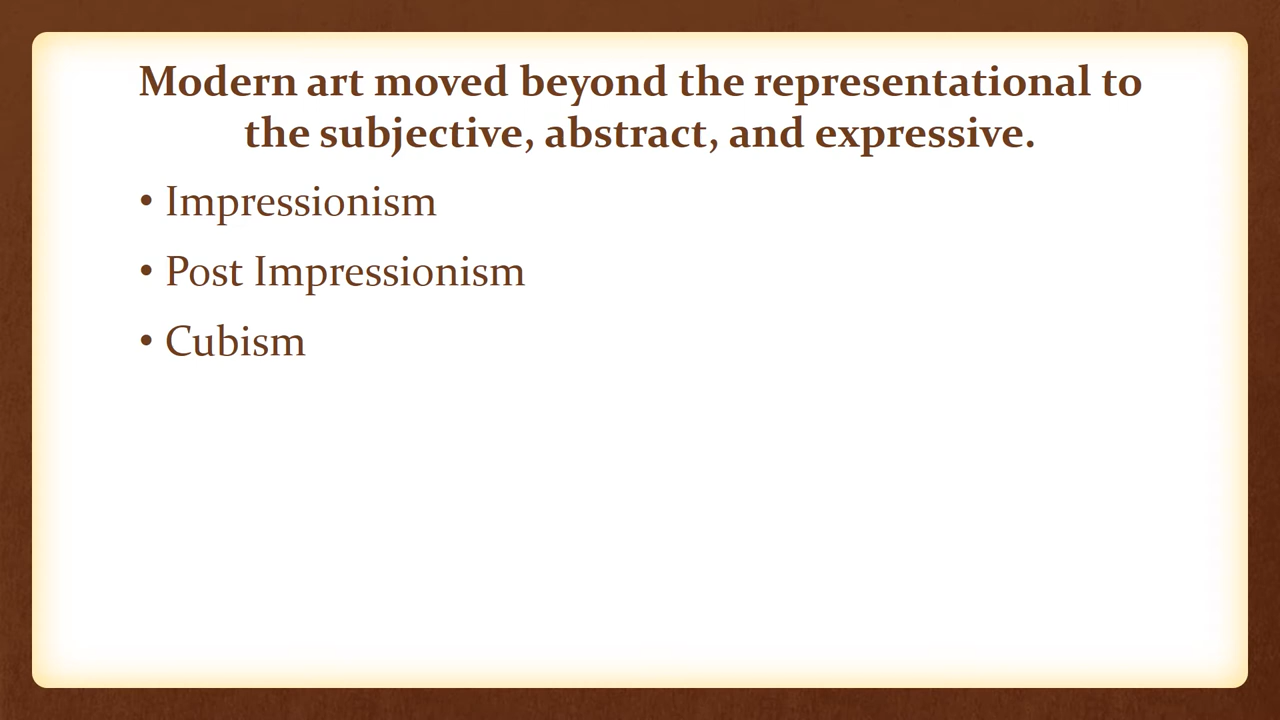 Modern art moved beyond the representational to
the subjective, abstract, and expressive.
• Impressionism
• Post Impressionism
• Cubism